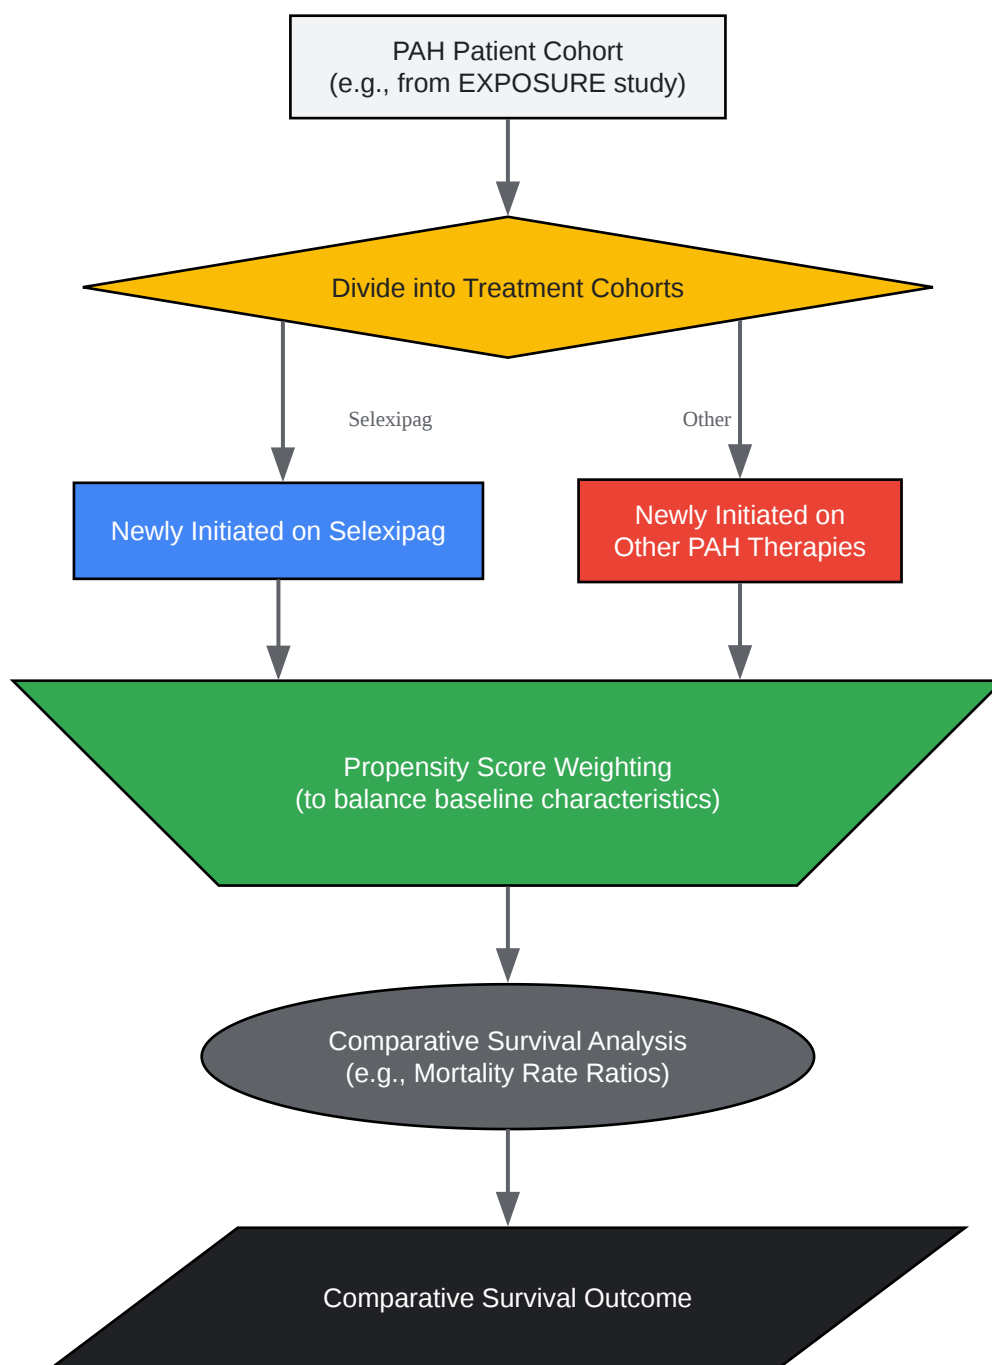 PAH Patient Cohort
(e.g., from EXPOSURE study)
Divide into Treatment Cohorts
Selexipag
Other
Newly Initiated on Selexipag
Newly Initiated on
Other PAH Therapies
Propensity Score Weighting
(to balance baseline characteristics)
Comparative Survival Analysis
(e.g., Mortality Rate Ratios)
Comparative Survival Outcome